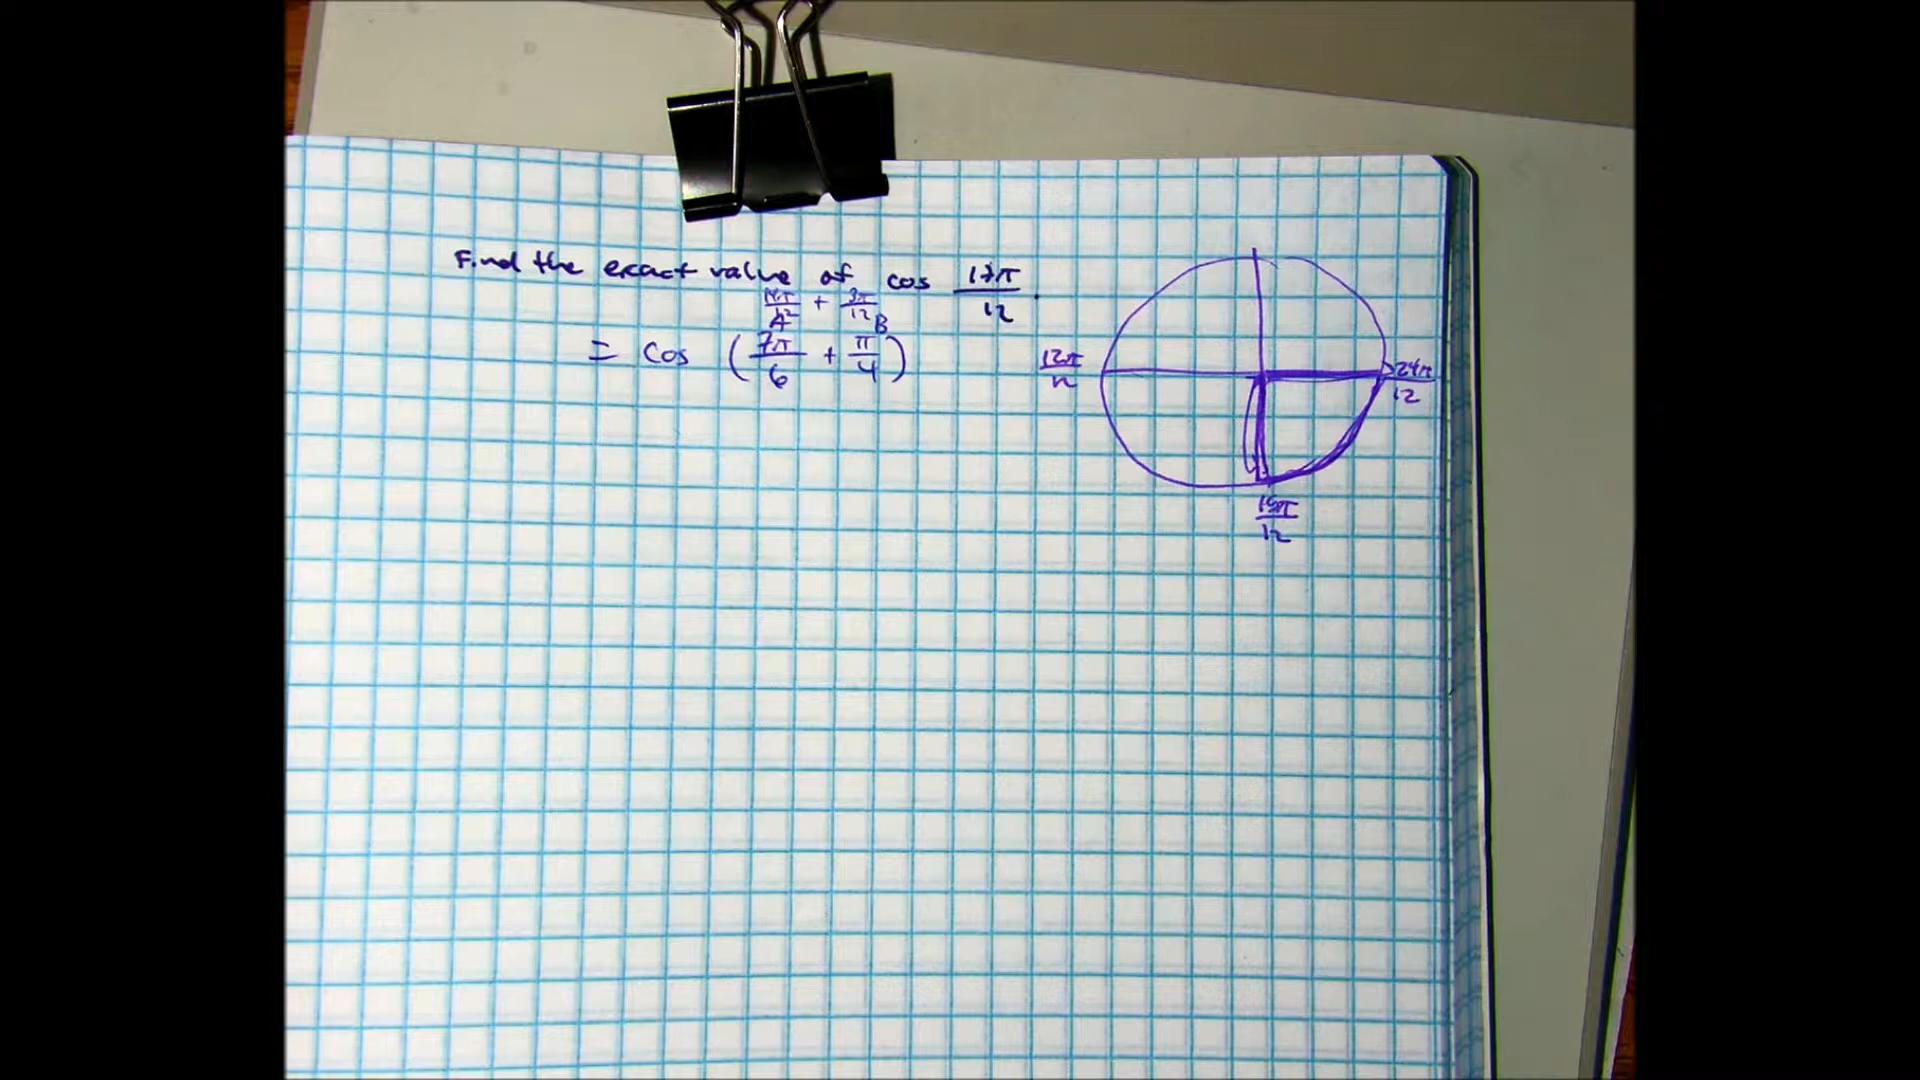 Find the exact value of cos 17π/12.
14π/12 + 3π/12
A B
= cos (7π/6 + π/4)
12π/12
24π/12
18π/12